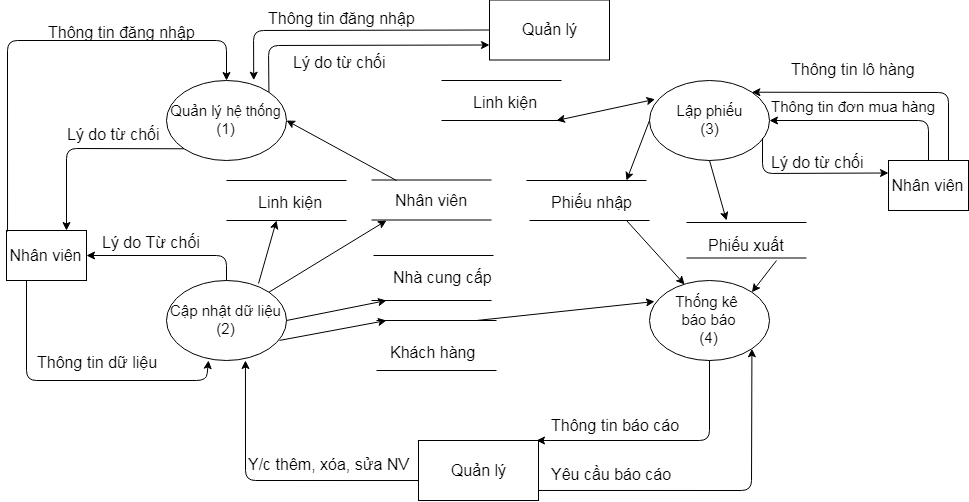 Thông tin đăng nhập
Quản lý
Thông tin đăng nhập
Lý do từ chối
Thông tin lô hàng
Linh kiện
Quản lý hệ thống
(1)
Lập phiếu
(3)
Thông tin đơn mua hàng
Lý do từ chối
Lý do từ chối
Nhân viên
Linh kiện
Nhân viên
Phiếu nhập
Phiếu xuất
Nhân viên
Lý do Từ chối
Nhà cung cấp
Cập nhật dữ liệu
(2)
Thống kê
báo báo
(4)
Khách hàng
Thông tin dữ liệu
Thông tin báo cáo
Y/c thêm, xóa, sửa NV
Quản lý
Yêu cầu báo cáo